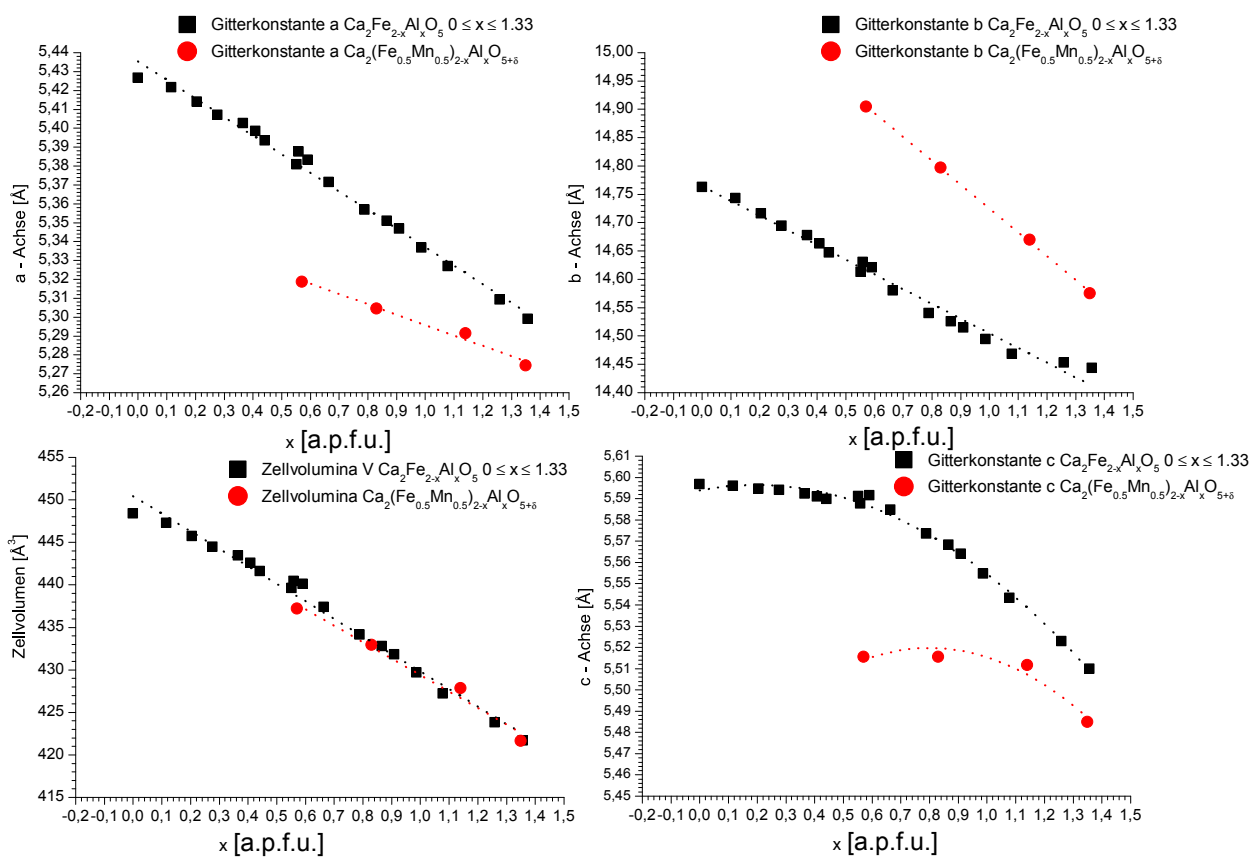 Gitterkonstante a Ca₂Fe₂₋ₓAlₓO₅ 0 ≤ x ≤ 1.33
Gitterkonstante a Ca₂(Fe₀.₅Mn₀.₅)₂₋ₓAlₓO₅₊δ
5,44
5,43
5,42
5,41
5,40
5,39
5,38
5,37
5,36
5,35
5,34
5,33
5,32
5,31
5,30
5,29
5,28
5,27
5,26
a - Achse [Å]
-0,2 -0,1 0,0 0,1 0,2 0,3 0,4 0,5 0,6 0,7 0,8 0,9 1,0 1,1 1,2 1,3 1,4 1,5
x [a.p.f.u.]
Gitterkonstante b Ca₂Fe₂₋ₓAlₓO₅ 0 ≤ x ≤ 1.33
Gitterkonstante b Ca₂(Fe₀.₅Mn₀.₅)₂₋ₓAlₓO₅₊δ
15,00
14,95
14,90
14,85
14,80
14,75
14,70
14,65
14,60
14,55
14,50
14,45
14,40
b - Achse [Å]
-0,2 -0,1 0,0 0,1 0,2 0,3 0,4 0,5 0,6 0,7 0,8 0,9 1,0 1,1 1,2 1,3 1,4 1,5
x [a.p.f.u.]
Zellvolumina V Ca₂Fe₂₋ₓAlₓO₅ 0 ≤ x ≤ 1.33
Zellvolumina Ca₂(Fe₀.₅Mn₀.₅)₂₋ₓAlₓO₅₊δ
455
450
445
440
435
430
425
420
415
Zellvolumen [Å³]
-0,2 -0,1 0,0 0,1 0,2 0,3 0,4 0,5 0,6 0,7 0,8 0,9 1,0 1,1 1,2 1,3 1,4 1,5
x [a.p.f.u.]
Gitterkonstante c Ca₂Fe₂₋ₓAlₓO₅ 0 ≤ x ≤ 1.33
Gitterkonstante c Ca₂(Fe₀.₅Mn₀.₅)₂₋ₓAlₓO₅₊δ
5,61
5,60
5,59
5,58
5,57
5,56
5,55
5,54
5,53
5,52
5,51
5,50
5,49
5,48
5,47
5,46
5,45
c - Achse [Å]
-0,2 -0,1 0,0 0,1 0,2 0,3 0,4 0,5 0,6 0,7 0,8 0,9 1,0 1,1 1,2 1,3 1,4 1,5
x [a.p.f.u.]